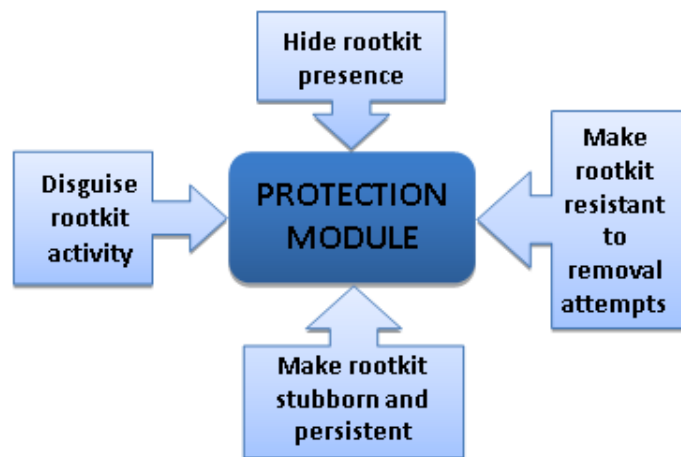 Hide rootkit
presence
Disguise
rootkit
activity
PROTECTION
MODULE
Make
rootkit
resistant
to
removal
attempts
Make rootkit
stubborn and
persistent